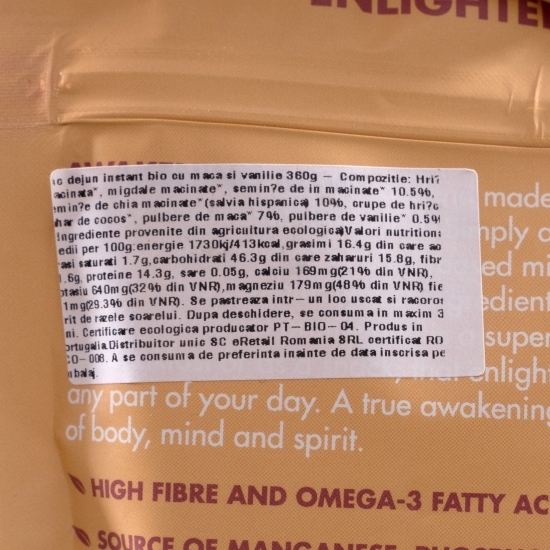 ENLIGHTE
c dejun instant bio cu maca si vanilie 360g – Compozitie: Hri?
acinata*, migdale macinate*, semin?e de in macinate* 10.5%,
emin?e de chia macinate*(salvia hispanica) 10%, crupe de hri?c
har de cocos*, pulbere de maca* 7%, pulbere de vanilie* 0.5%
Ingrediente provenite din agricultura ecologica)Valori nutritiona
edii per 100g:energie 1730kj/413kcal,grasimi 16.4g din care ac
rasi saturati 1.7g,carbohidrati 46.3g din care zaharuri 15.8g, fibr
.6g, proteine 14.3g, sare 0.05g, calciu 169mg(21% din VNR),
otasiu 640mg(32% din VNR),magneziu 179mg(48% din VNR) fie
1mg(29.3% din VNR). Se pastreaza intr–un loc uscat si racoros
rit de razele soarelui. Dupa deschidere, se consuma in maxim 3
ni. Certificare ecologica producator PT–BIO–04. Produs in
ortugalia.Distribuitor unic SC eRetail Romania SRL certificat RO
CO–008. A se consuma de preferinta inainte de data inscrisa pe
mbalaj.
made
mply c
ed mi
edient
super
enlight
any part of your day. A true awakening
of body, mind and spirit.
HIGH FIBRE AND OMEGA-3 FATTY AC
SOURCE OF MANGANESE,